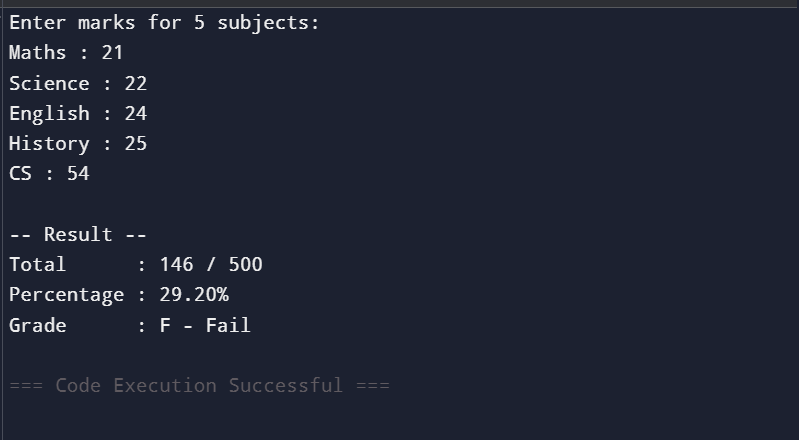 Enter marks for 5 subjects:
Maths : 21
Science : 22
English : 24
History : 25
CS : 54
-- Result --
Total      : 146 / 500
Percentage : 29.20%
Grade      : F - Fail
=== Code Execution Successful ===